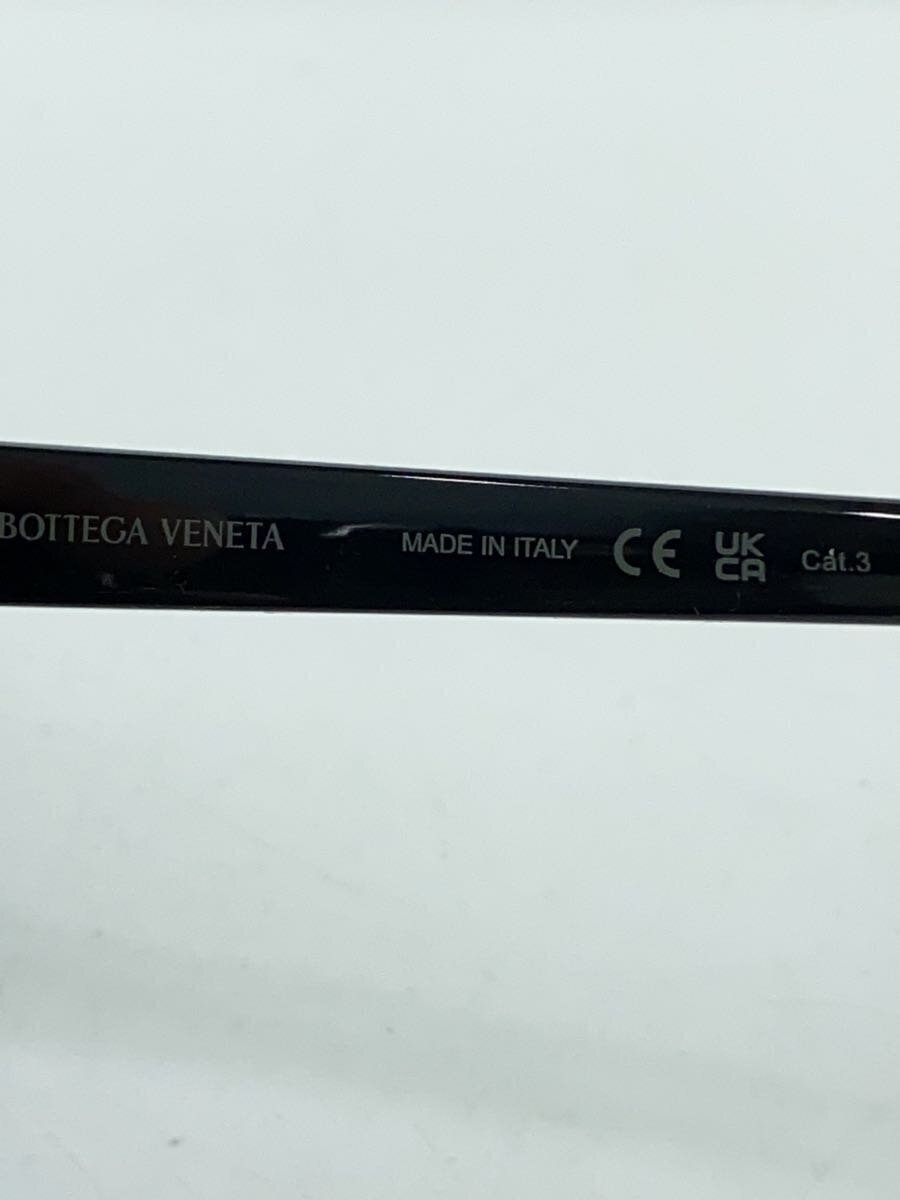 BOTTEGA VENETA MADE IN ITALY CE UK CA Cat.3